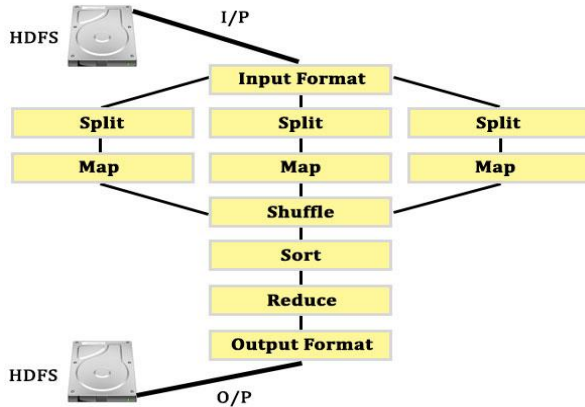 I/P
HDFS
Input Format
Split Split Split
Map Map Map
Shuffle
Sort
Reduce
Output Format
HDFS
O/P